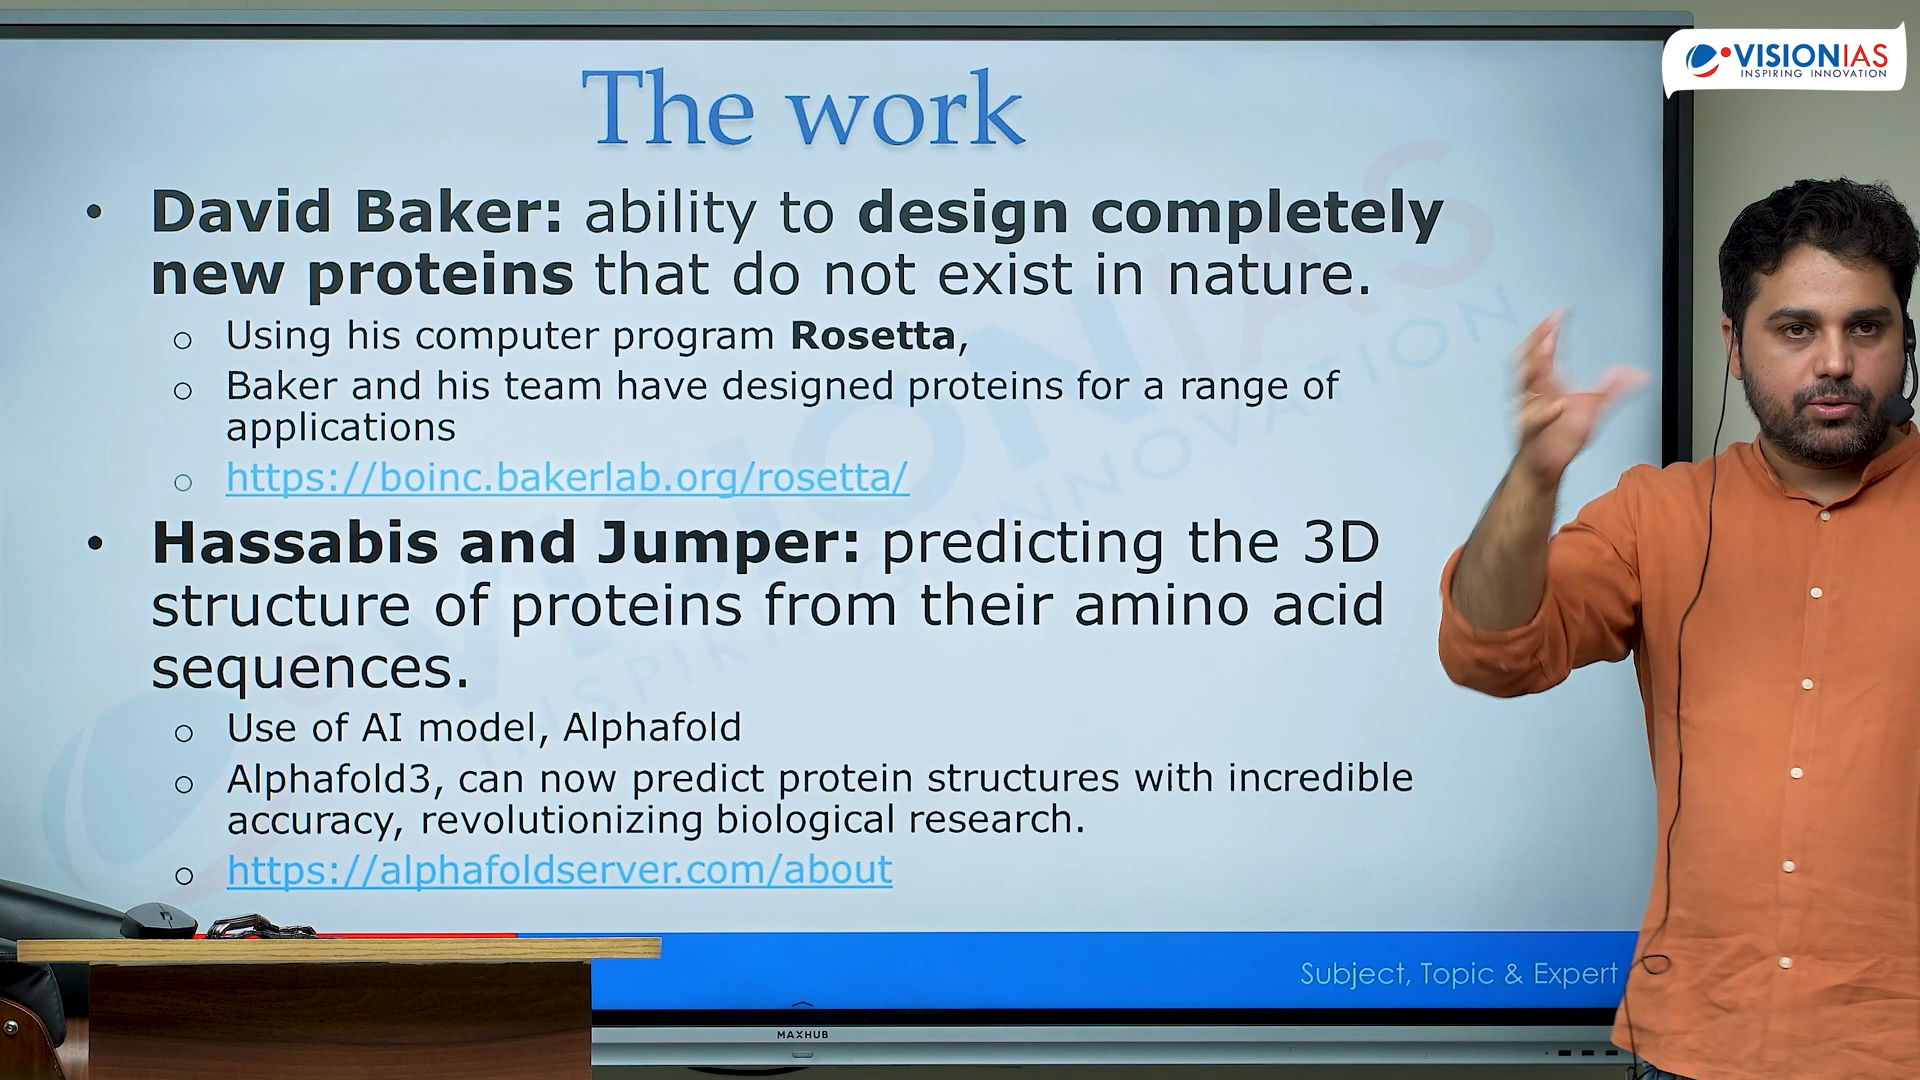 VISIONIAS
INSPIRING INNOVATION
The work
• David Baker: ability to design completely
new proteins that do not exist in nature.
o Using his computer program Rosetta,
o Baker and his team have designed proteins for a range of
applications
o https://boinc.bakerlab.org/rosetta/
• Hassabis and Jumper: predicting the 3D
structure of proteins from their amino acid
sequences.
o Use of AI model, Alphafold
o Alphafold3, can now predict protein structures with incredible
accuracy, revolutionizing biological research.
o https://alphafoldserver.com/about
VISION IAS
INSPIRING INNOVATION
Subject, Topic & Expert
MAXHUB